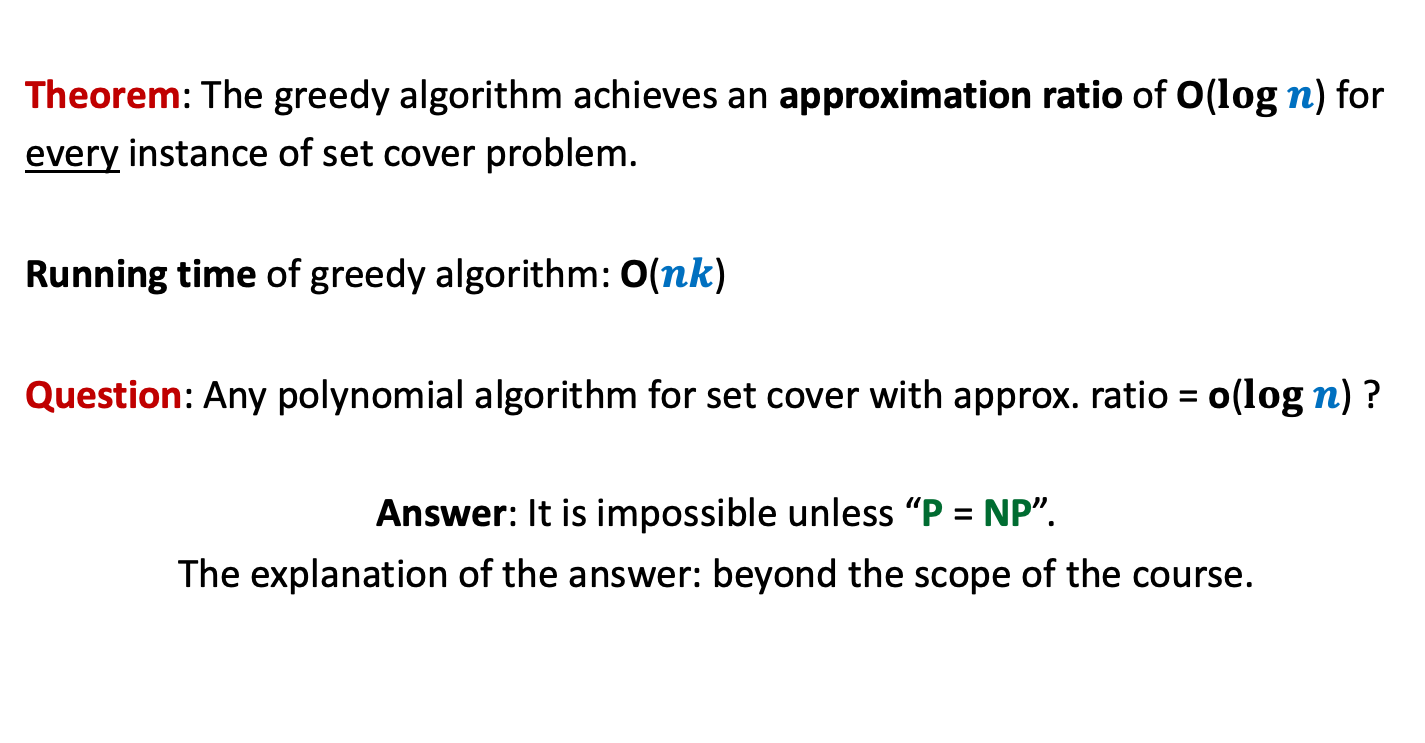 Theorem: The greedy algorithm achieves an approximation ratio of O(log n) for
every instance of set cover problem.
Running time of greedy algorithm: O(nk)
Question: Any polynomial algorithm for set cover with approx. ratio = o(log n) ?
Answer: It is impossible unless “P = NP”.
The explanation of the answer: beyond the scope of the course.